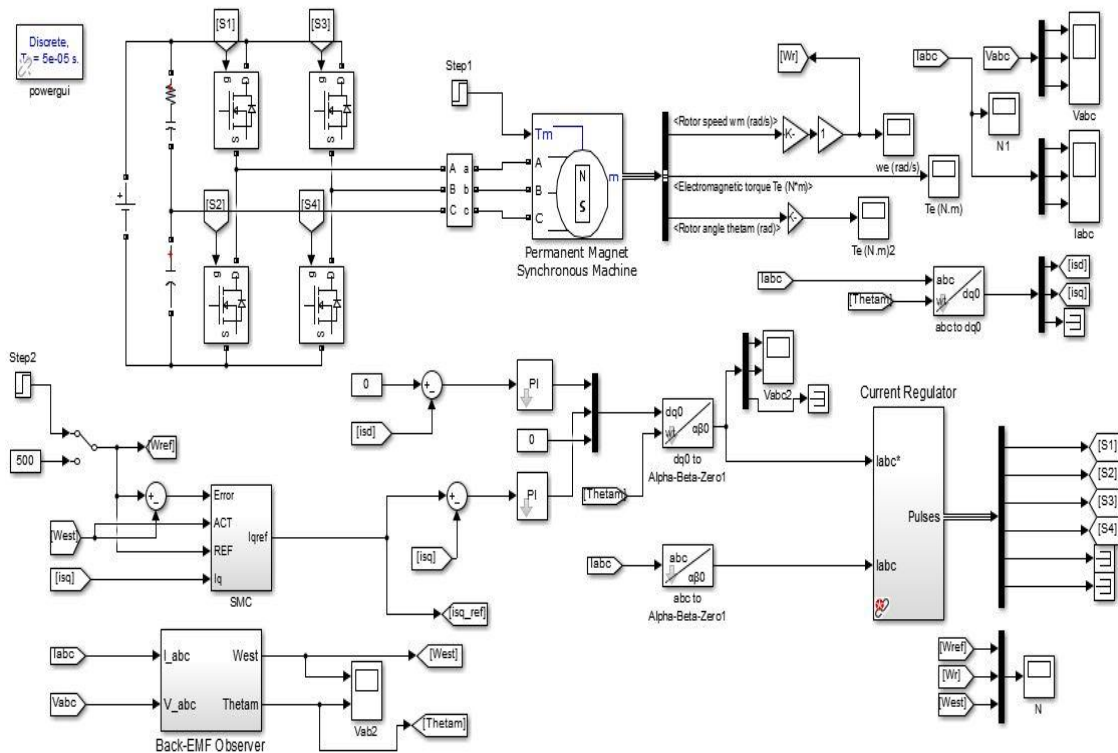 Discrete,
= 5e-05 s.
powergui
[S1]
[S3]
g
D
S
g
D
S
[S2]
[S4]
g
D
S
g
D
S
Step1
A a
B b
C c
Tm
A
B
C
m
N
S
Permanent Magnet
Synchronous Machine
<Rotor speed wm (rad/s)>
<Electromagnetic torque Te (N*m)>
<Rotor angle thetam (rad)>
[Wr]
-K-
1
we (rad/s)
Te (N.m)
Te (N.m)2
Iabc
N1
Vabc
Vabc
Iabc
Iabc
[Thetam]
abc
wt
dq0
abc to dq0
[isd]
[isq]
Step2
500
[Wref]
[West]
[isq]
Error
ACT
REF
Iq
Iqref
SMC
0
[isd]
PI
0
[isq]
PI
[isq_ref]
dq0
wt
αβ0
dq0 to
Alpha-Beta-Zero1
[Thetam]
Vabc2
Iabc
abc
αβ0
abc to
Alpha-Beta-Zero1
Current Regulator
Iabc*
Iabc
Pulses
[S1]
[S2]
[S3]
[S4]
Iabc
Vabc
I_abc
V_abc
West
Thetam
Back-EMF Observer
Vab2
[West]
[Thetam]
[Wref]
[Wr]
[West]
N